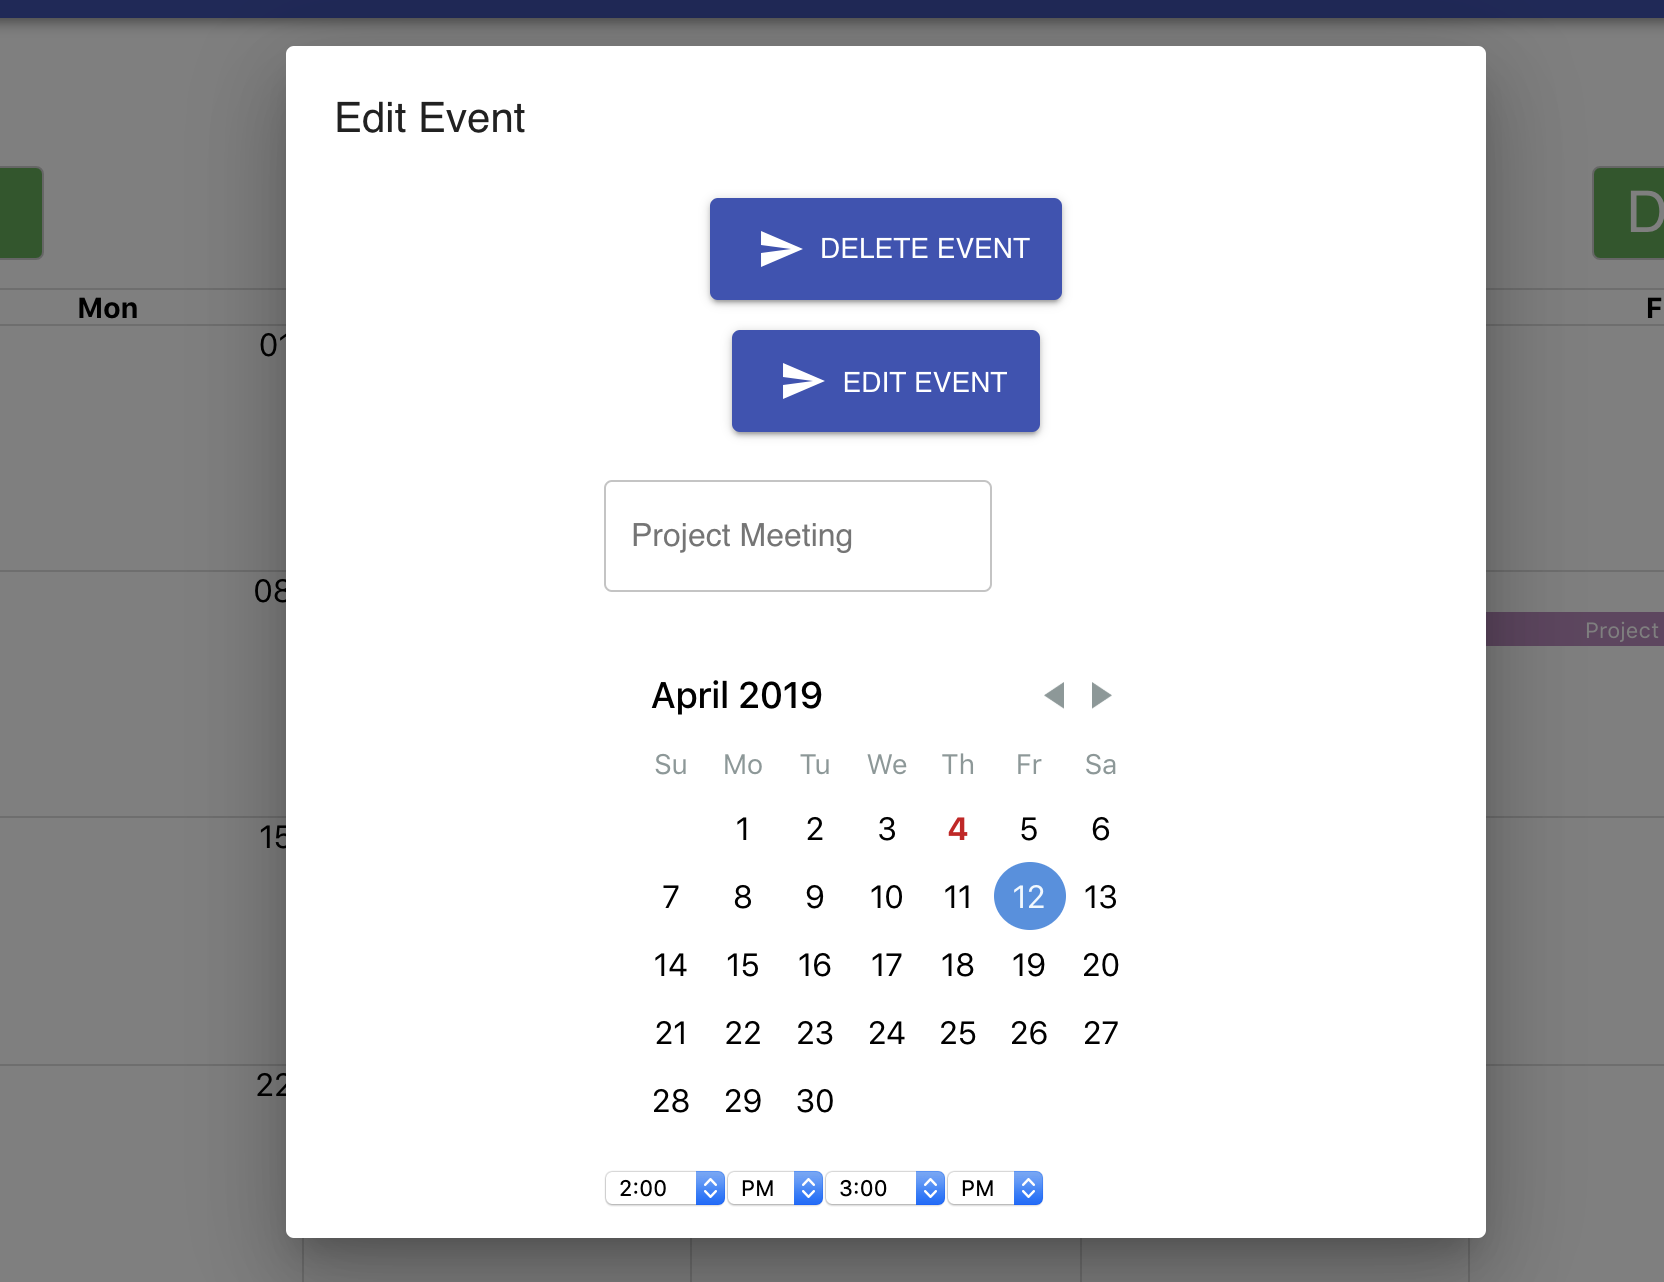 Edit Event
D
DELETE EVENT
Mon
F
EDIT EVENT
Project Meeting
08
Project
April 2019
Su Mo Tu We Th Fr Sa
1 2 3 4 5 6
7 8 9 10 11 12 13
15
14 15 16 17 18 19 20
21 22 23 24 25 26 27
22
28 29 30
2:00 PM 3:00 PM